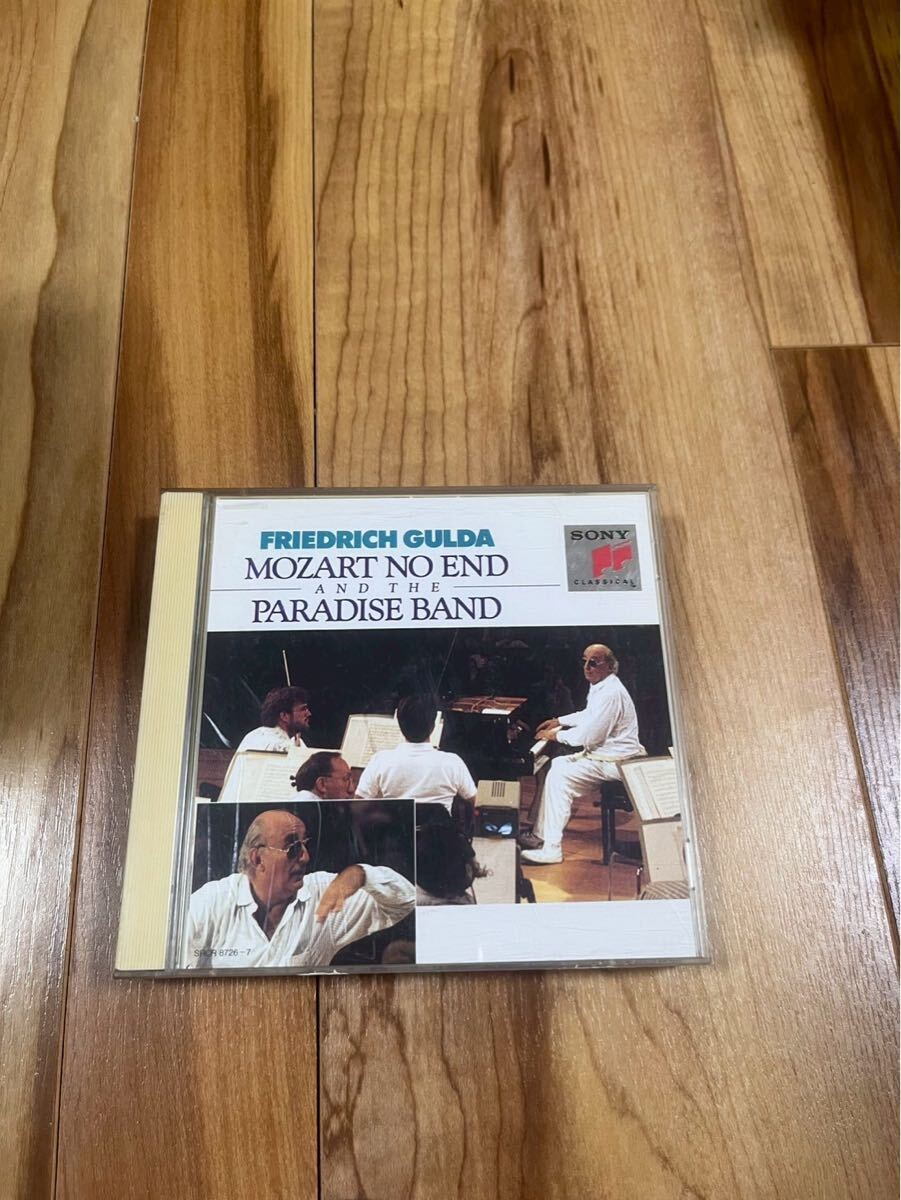 FRIEDRICH GULDA
MOZART NO END
AND THE
PARADISE BAND
SONY
CLASSICAL
SRCR 8726-7